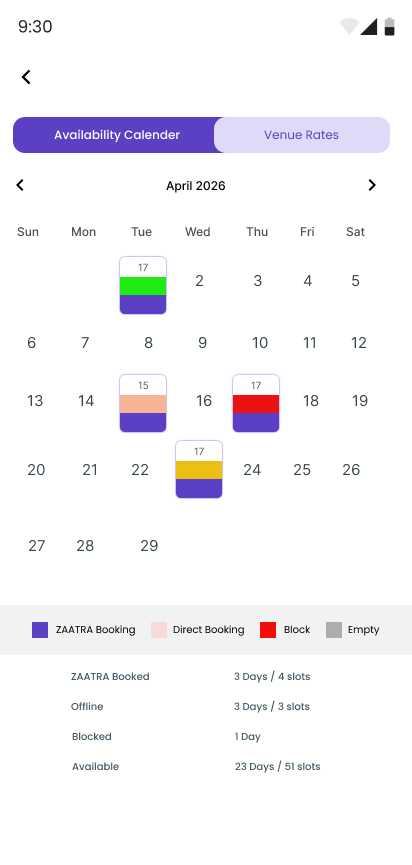 9:30
Availability Calender Venue Rates
April 2026
Sun Mon Tue Wed Thu Fri Sat
17 2 3 4 5
6 7 8 9 10 11 12
13 14 15 16 17 18 19
20 21 22 17 24 25 26
27 28 29
ZAATRA Booking Direct Booking Block Empty
ZAATRA Booked 3 Days / 4 slots
Offline 3 Days / 3 slots
Blocked 1 Day
Available 23 Days / 51 slots